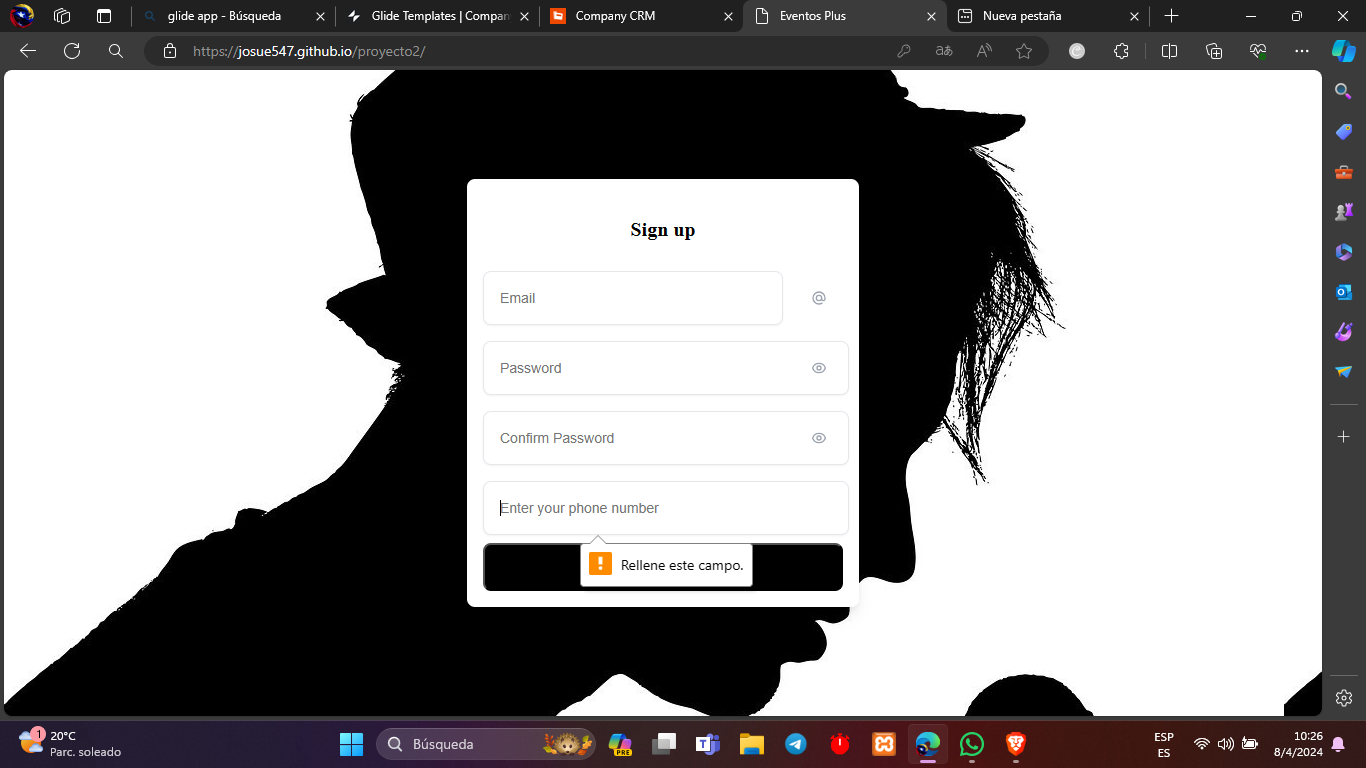 glide app - Búsqueda
Glide Templates | Compan
Company CRM
Eventos Plus
Nueva pestaña
https://josue547.github.io/proyecto2/
Sign up
Email
@
Password
Confirm Password
Enter your phone number
Rellene este campo.
1
20°C
Parc. soleado
Búsqueda
PRE
ESP
ES
10:26
8/4/2024